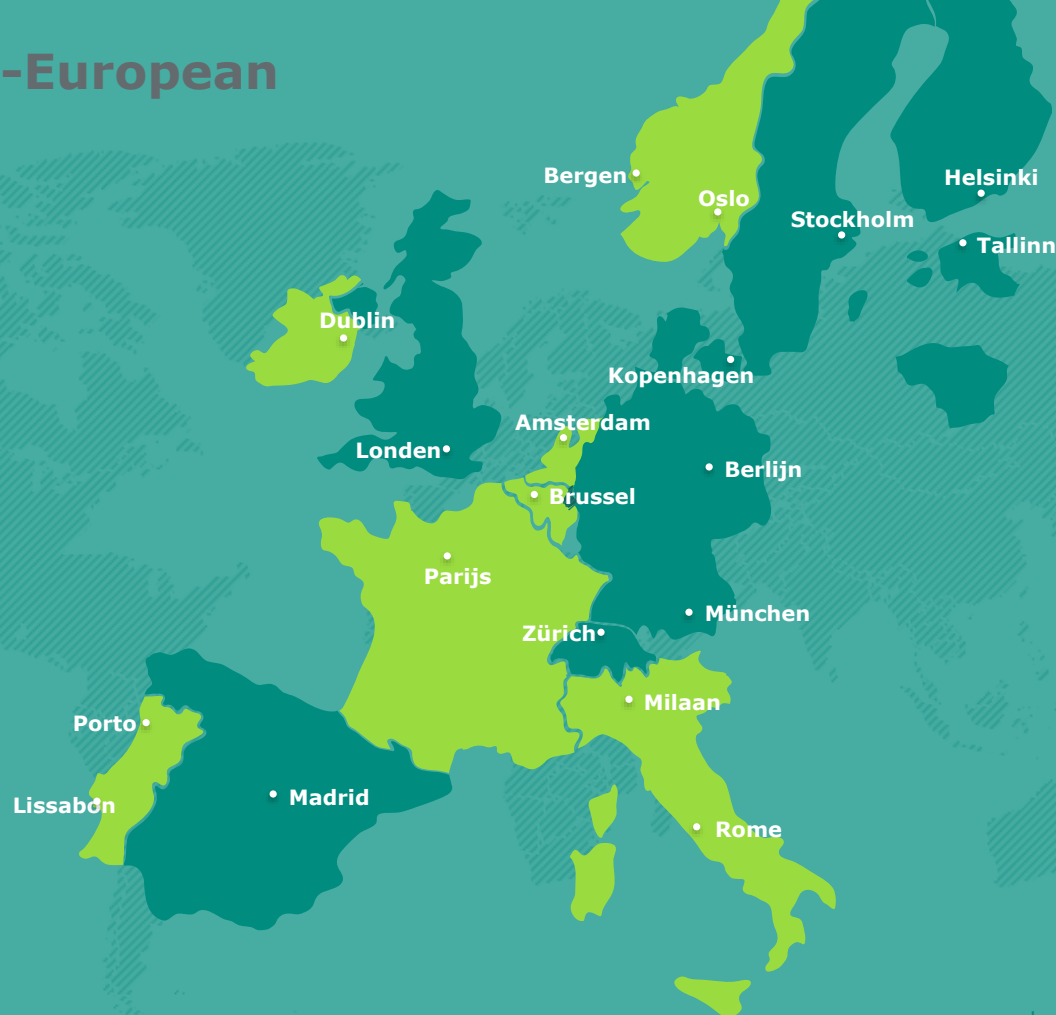 -European
Bergen
Helsinki
Oslo
Stockholm
Tallinn
Dublin
Kopenhagen
Amsterdam
Londen
Berlijn
Brussel
Parijs
München
Zürich
Milaan
Porto
Madrid
Lissabon
Rome